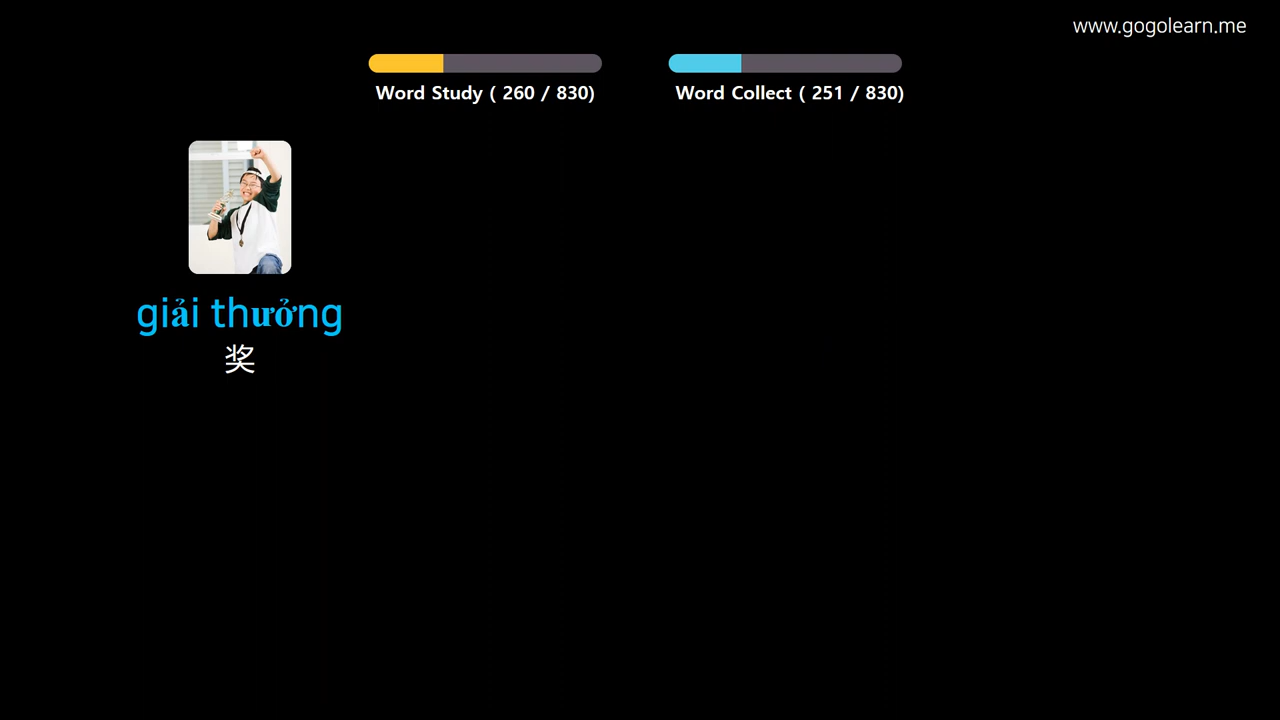 www.gogolearn.me
Word Study ( 260 / 830)
Word Collect ( 251 / 830)
giải thưởng
奖